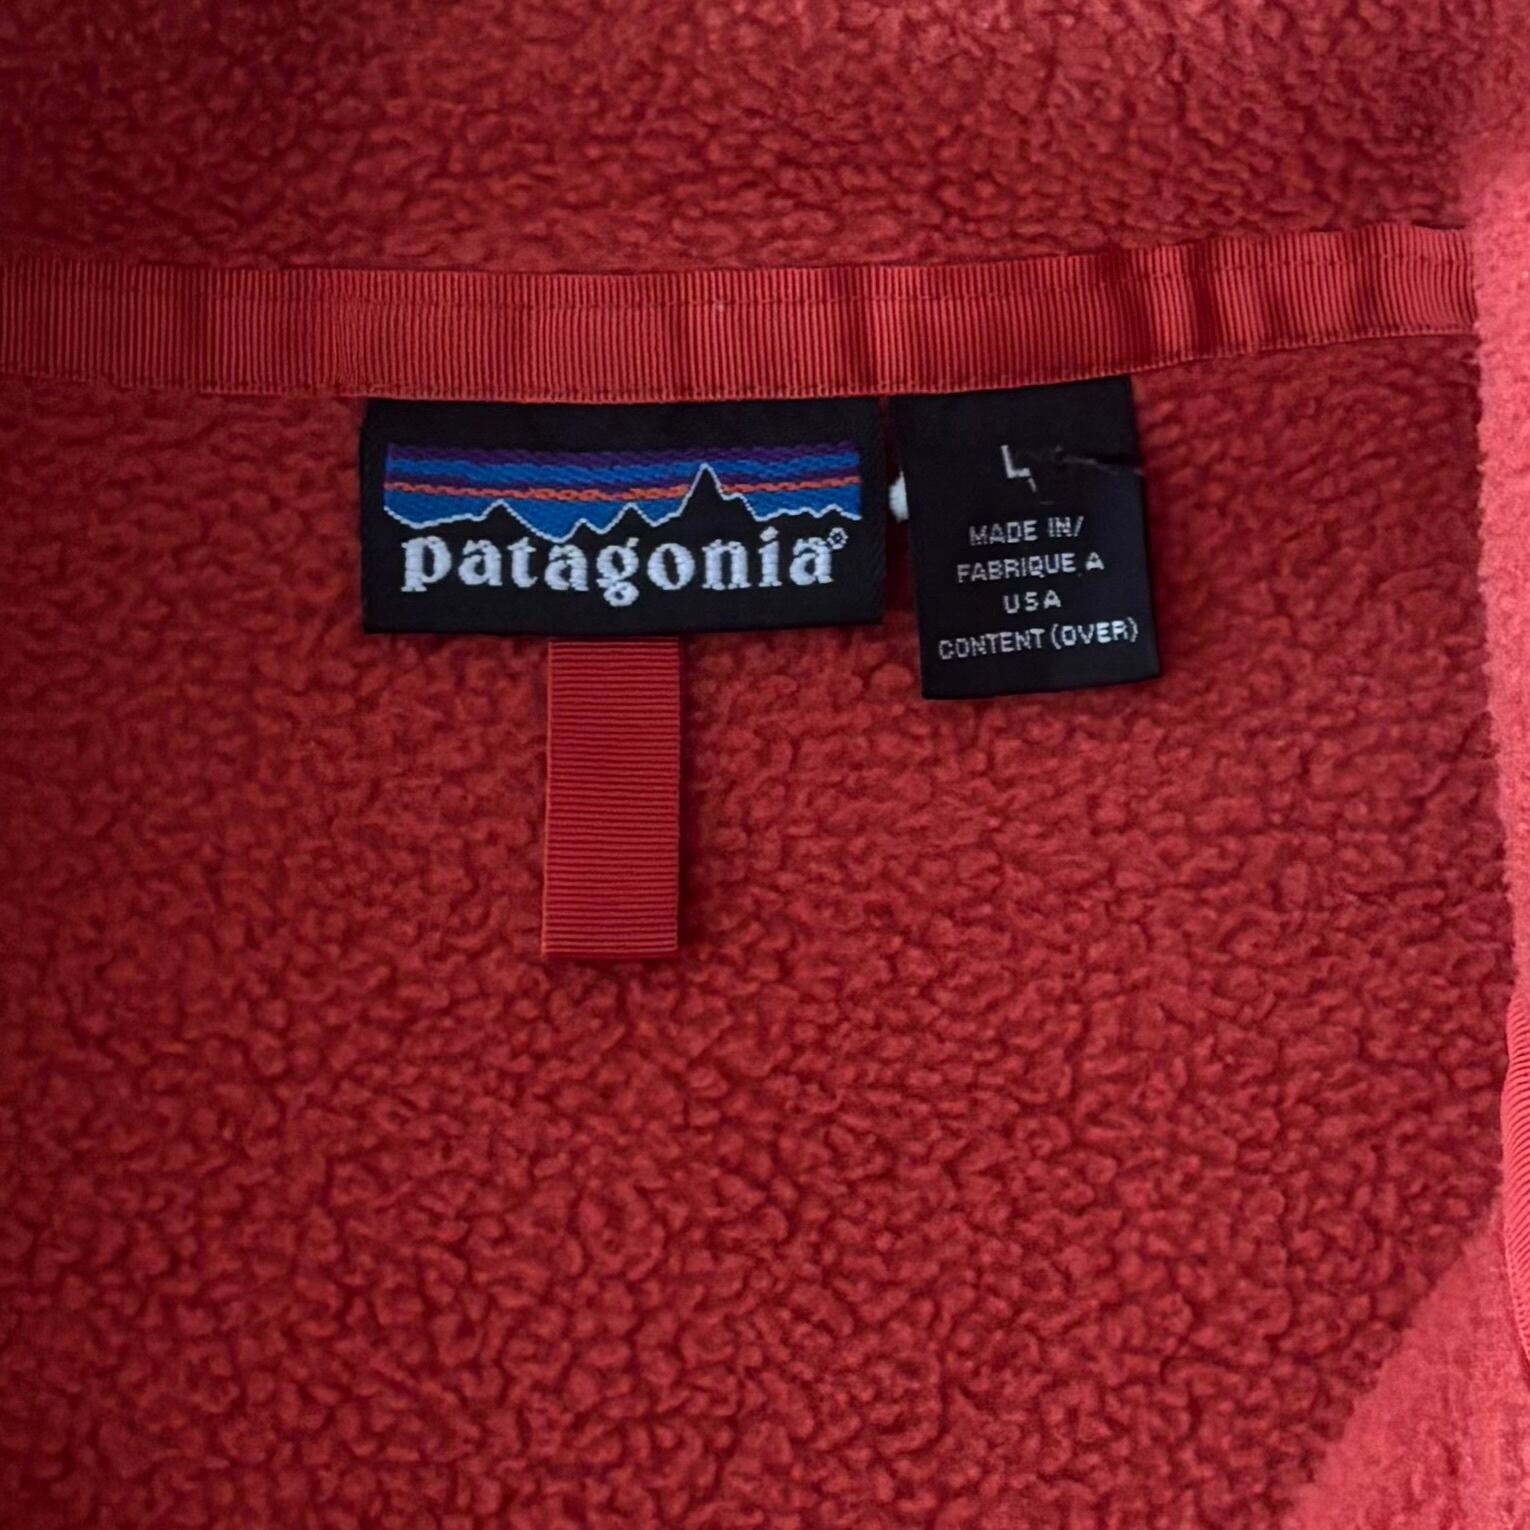 patagonia®
L
MADE IN/
FABRIQUE A
USA
CONTENT (OVER)